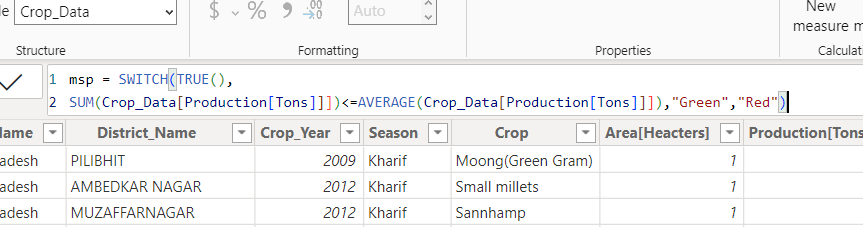 le Crop_Data $ % 9 .00 Auto New
measure m
Structure Formatting Properties Calculati
1 msp = SWITCH(TRUE(),
2 SUM(Crop_Data[Production[Tons]]])<=AVERAGE(Crop_Data[Production[Tons]]]),"Green","Red")
Name District_Name Crop_Year Season Crop Area[Heacters] Production[Tons
adesh PILIBHIT 2009 Kharif Moong(Green Gram) 1
adesh AMBEDKAR NAGAR 2012 Kharif Small millets 1
adesh MUZAFFARNAGAR 2012 Kharif Sannhamp 1